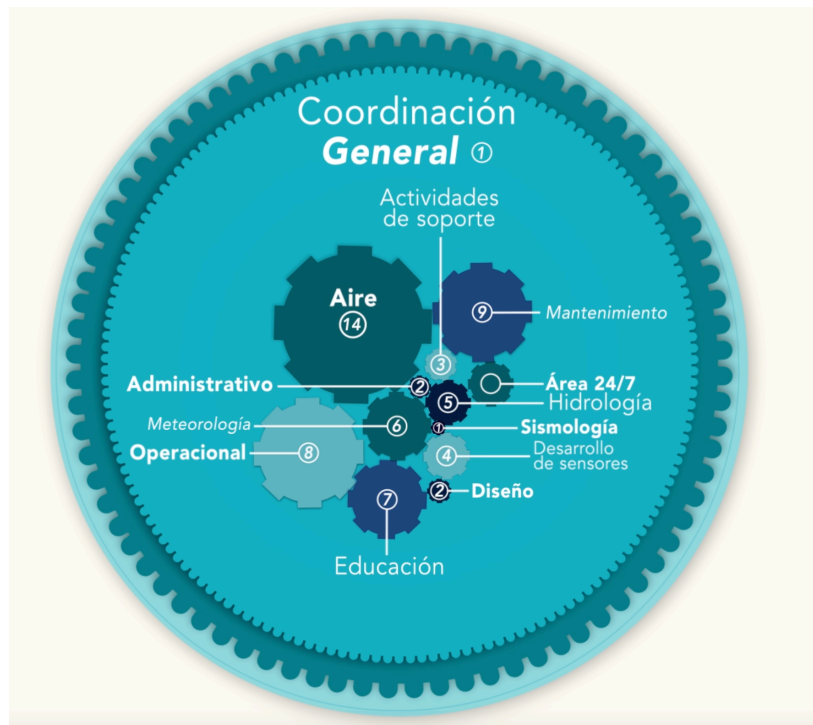 Coordinación
General 1
Actividades
de soporte
Aire
14
9
Mantenimiento
3
Administrativo
2
Área 24/7
5
Hidrología
Meteorología
6
1
Sismología
Operacional
8
4
Desarrollo
de sensores
7
2
Diseño
Educación